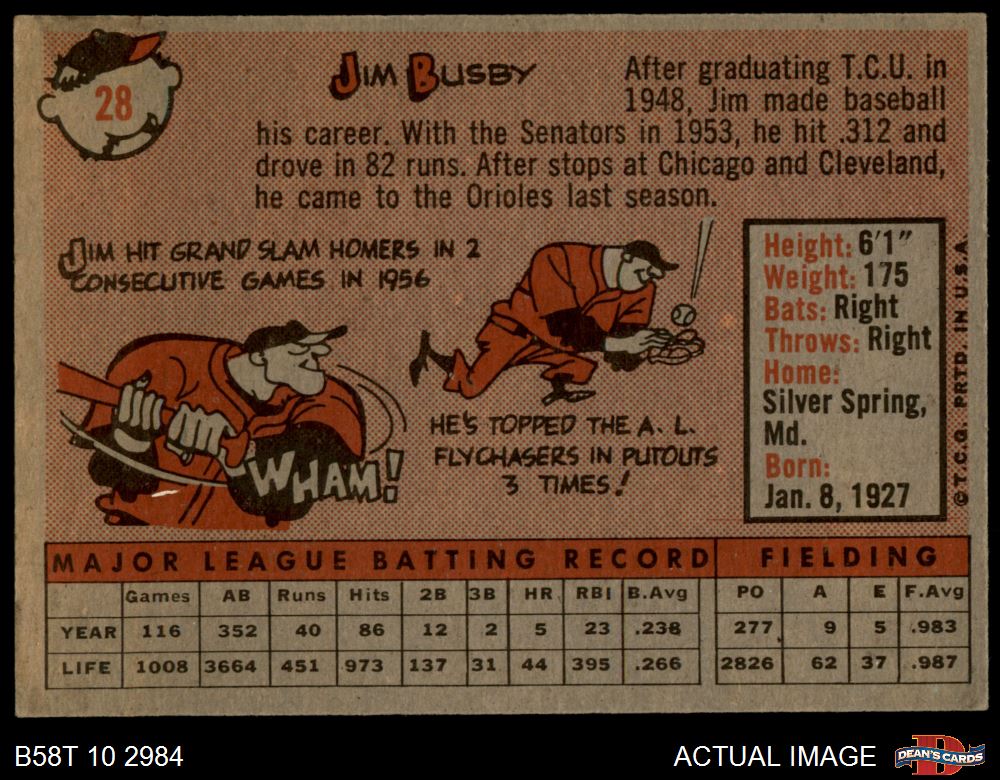 28
Jim Busby
After graduating T.C.U. in
1948, Jim made baseball
his career. With the Senators in 1953, he hit .312 and
drove in 82 runs. After stops at Chicago and Cleveland,
he came to the Orioles last season.
JIM HIT GRAND SLAM HOMERS IN 2
CONSECUTIVE GAMES IN 1956
WHAM!
HE'S TOPPED THE A. L.
FLYCHASERS IN PUTOUTS
3 TIMES!
Height: 6'1"
Weight: 175
Bats: Right
Throws: Right
Home:
Silver Spring,
Md.
Born:
Jan. 8, 1927
© T.C.G. PRTD. IN U.S.A.
MAJOR LEAGUE BATTING RECORD FIELDING
Games AB Runs Hits 2B 3B HR RBI B.Avg PO A E F.Avg
YEAR 116 352 40 86 12 2 5 23 .238 277 9 5 .983
LIFE 1008 3664 451 973 137 31 44 395 .266 2826 62 37 .987
B58T 10 2984
ACTUAL IMAGE
DEAN'S CARDS